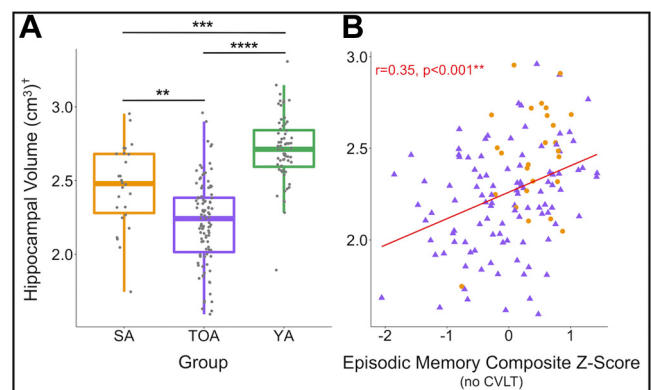 A
B
***
****
**
Hippocampal Volume (cm³)†
3.0
2.5
2.0
SA
TOA
YA
Group
r=0.35, p<0.001**
3.0
2.5
2.0
-2
-1
0
1
Episodic Memory Composite Z-Score
(no CVLT)